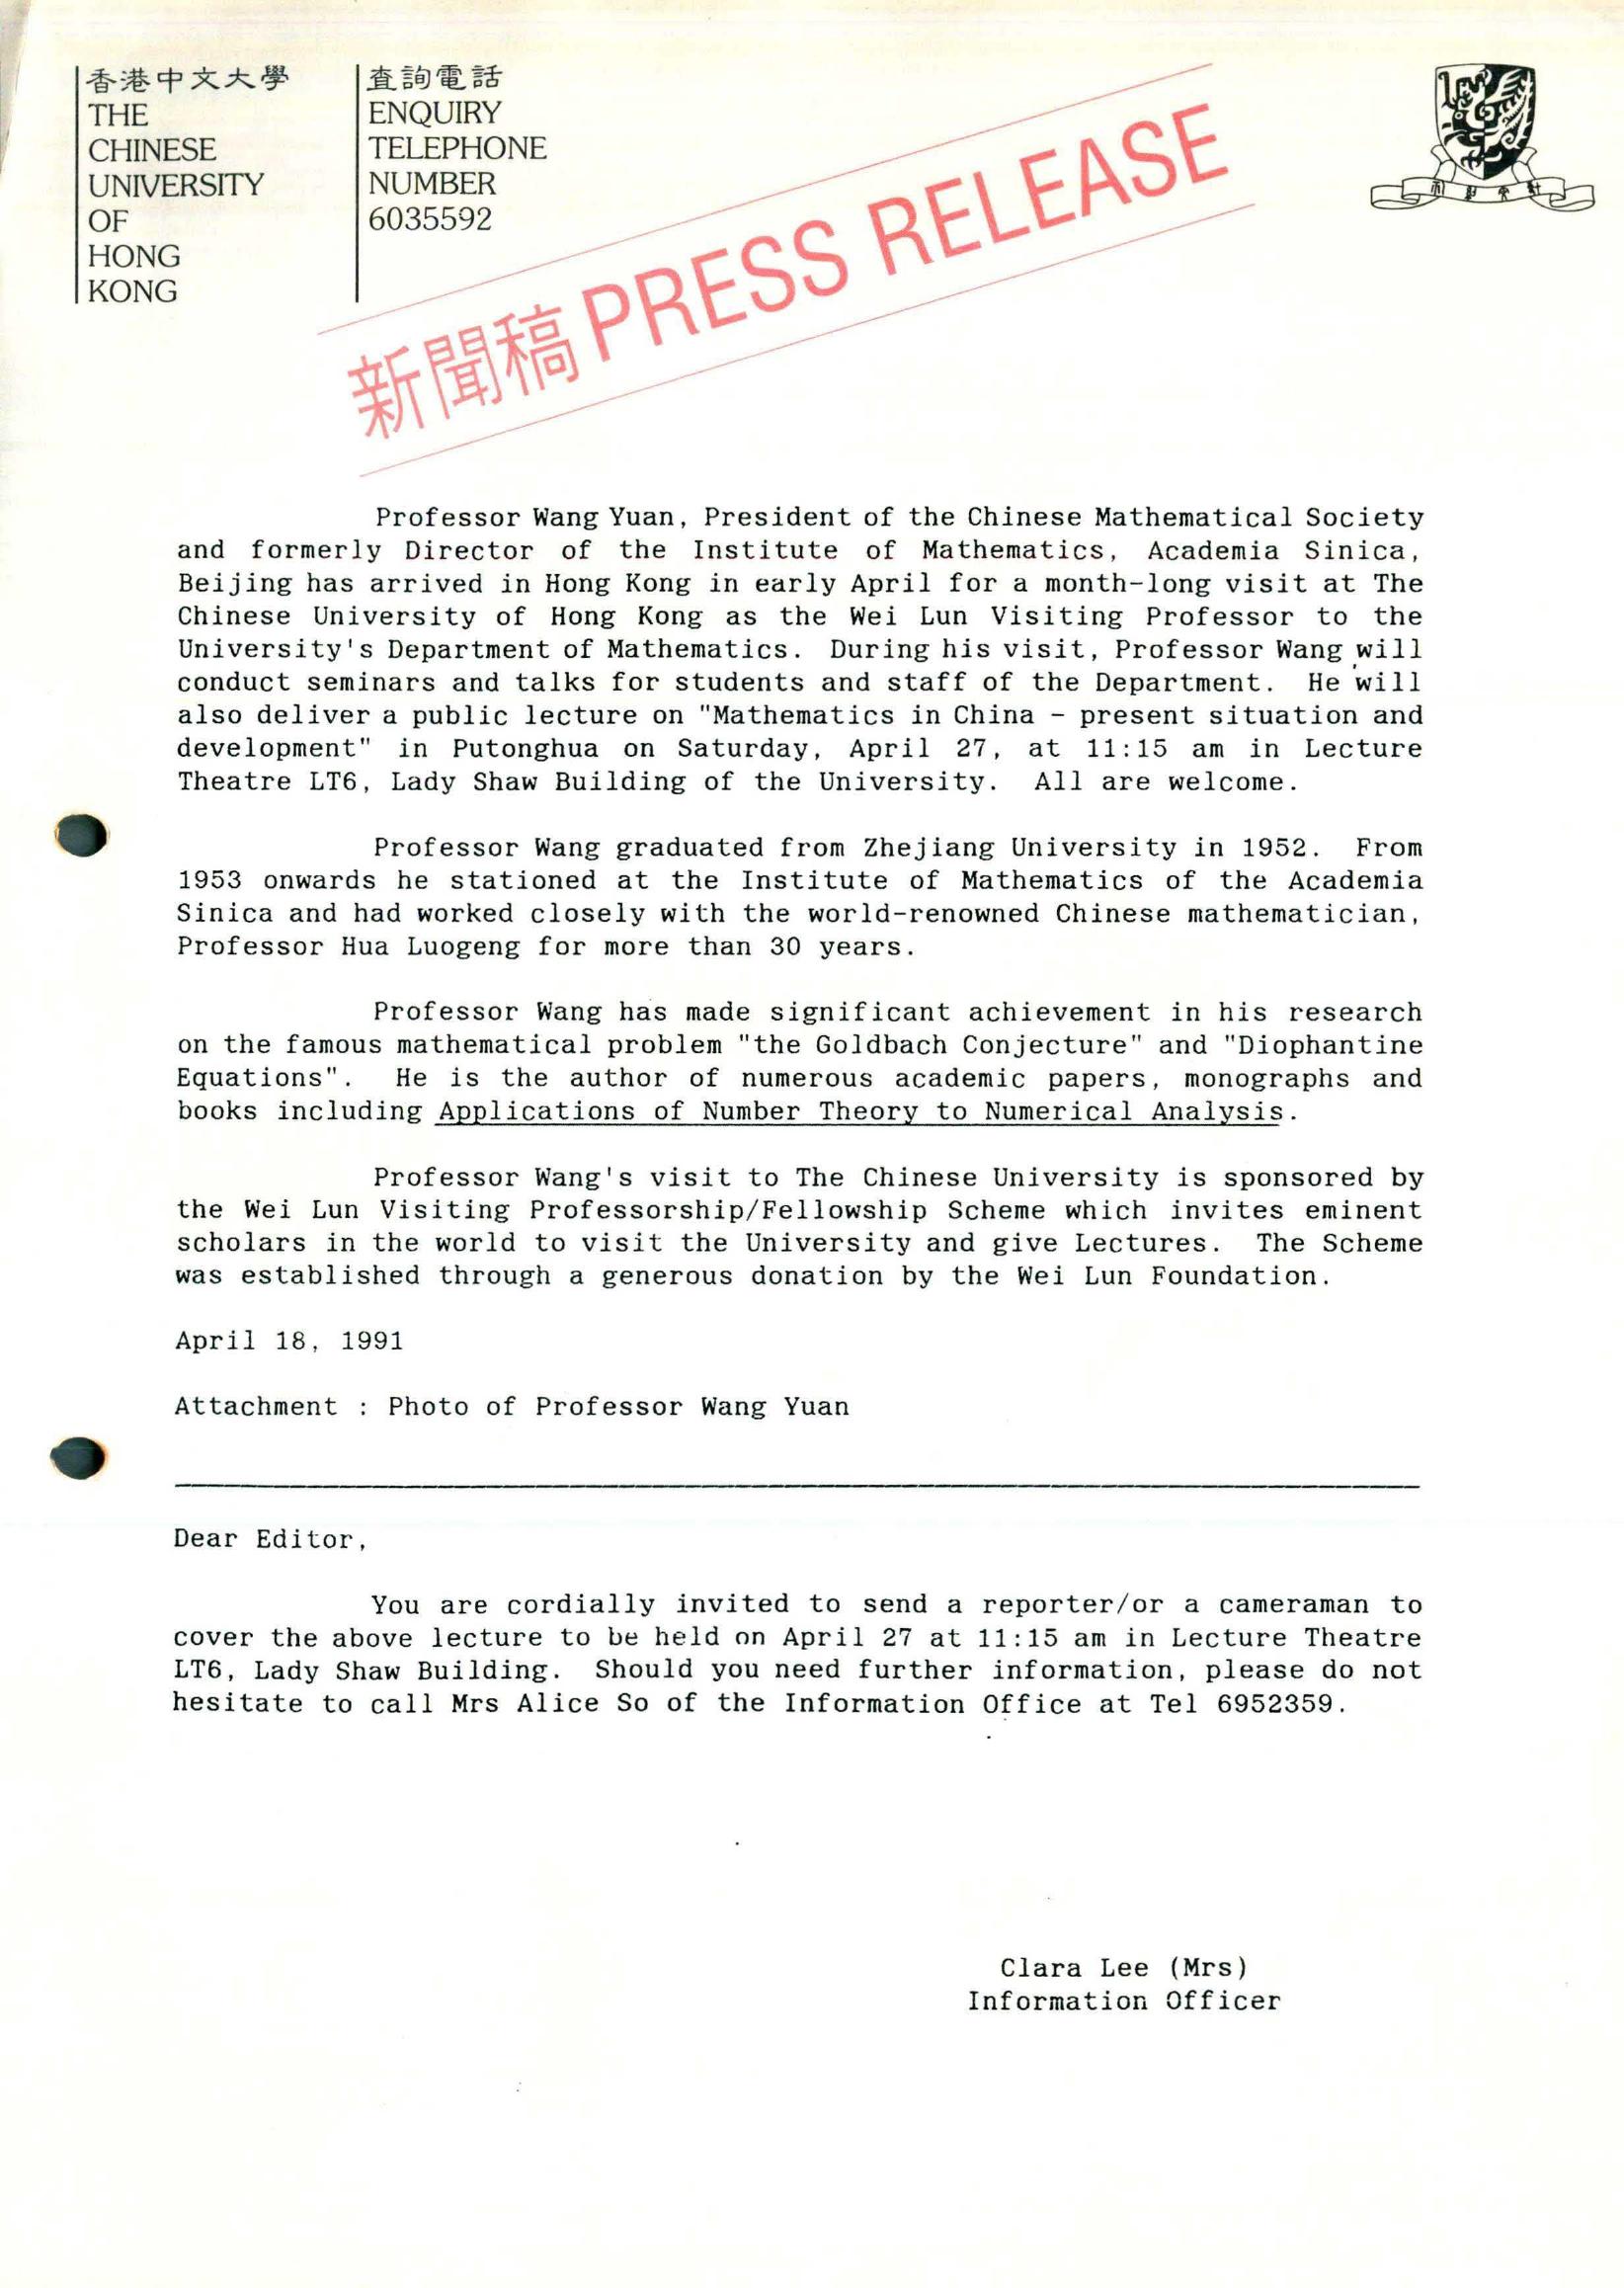 香港中文大學
THE
CHINESE
UNIVERSITY
OF
HONG
KONG
查詢電話
ENQUIRY
TELEPHONE
NUMBER
6035592
新聞稿 PRESS RELEASE
Professor Wang Yuan, President of the Chinese Mathematical Society
and formerly Director of the Institute of Mathematics, Academia Sinica,
Beijing has arrived in Hong Kong in early April for a month-long visit at The
Chinese University of Hong Kong as the Wei Lun Visiting Professor to the
University's Department of Mathematics. During his visit, Professor Wang will
conduct seminars and talks for students and staff of the Department. He will
also deliver a public lecture on "Mathematics in China - present situation and
development" in Putonghua on Saturday, April 27, at 11:15 am in Lecture
Theatre LT6, Lady Shaw Building of the University. All are welcome.
Professor Wang graduated from Zhejiang University in 1952. From
1953 onwards he stationed at the Institute of Mathematics of the Academia
Sinica and had worked closely with the world-renowned Chinese mathematician,
Professor Hua Luogeng for more than 30 years.
Professor Wang has made significant achievement in his research
on the famous mathematical problem "the Goldbach Conjecture" and "Diophantine
Equations". He is the author of numerous academic papers, monographs and
books including Applications of Number Theory to Numerical Analysis.
Professor Wang's visit to The Chinese University is sponsored by
the Wei Lun Visiting Professorship/Fellowship Scheme which invites eminent
scholars in the world to visit the University and give Lectures. The Scheme
was established through a generous donation by the Wei Lun Foundation.
April 18, 1991
Attachment : Photo of Professor Wang Yuan
Dear Editor,
You are cordially invited to send a reporter/or a cameraman to
cover the above lecture to be held on April 27 at 11:15 am in Lecture Theatre
LT6, Lady Shaw Building. Should you need further information, please do not
hesitate to call Mrs Alice So of the Information Office at Tel 6952359.
Clara Lee (Mrs)
Information Officer